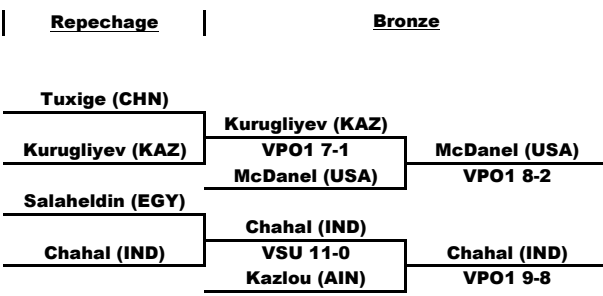 Repechage
Bronze
Tuxige (CHN)
Kurugliyev (KAZ)
Kurugliyev (KAZ)
VPO1 7-1
McDanel (USA)
McDanel (USA)
VPO1 8-2
Salaheldin (EGY)
Chahal (IND)
Chahal (IND)
VSU 11-0
Kazlou (AIN)
Chahal (IND)
VPO1 9-8